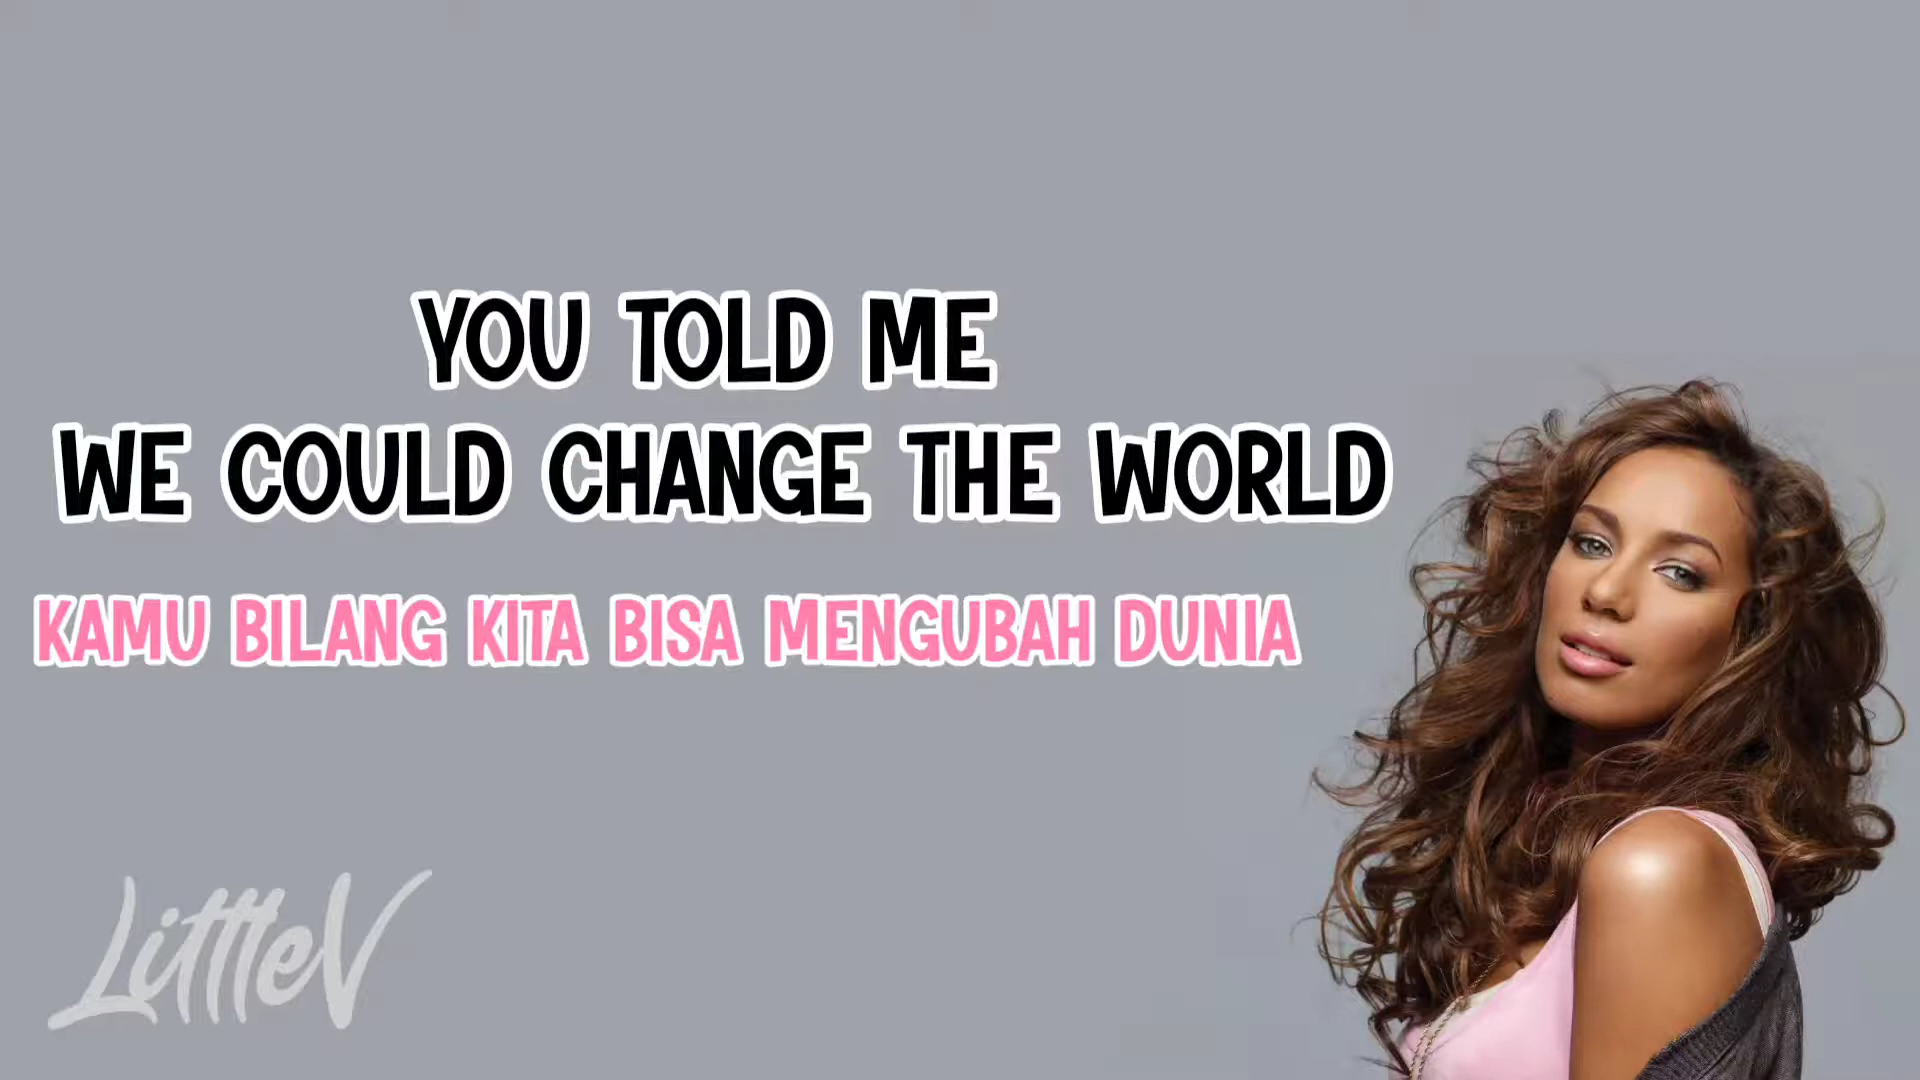 YOU TOLD ME
WE COULD CHANGE THE WORLD
KAMU BILANG KITA BISA MENGUBAH DUNIA
LittleV